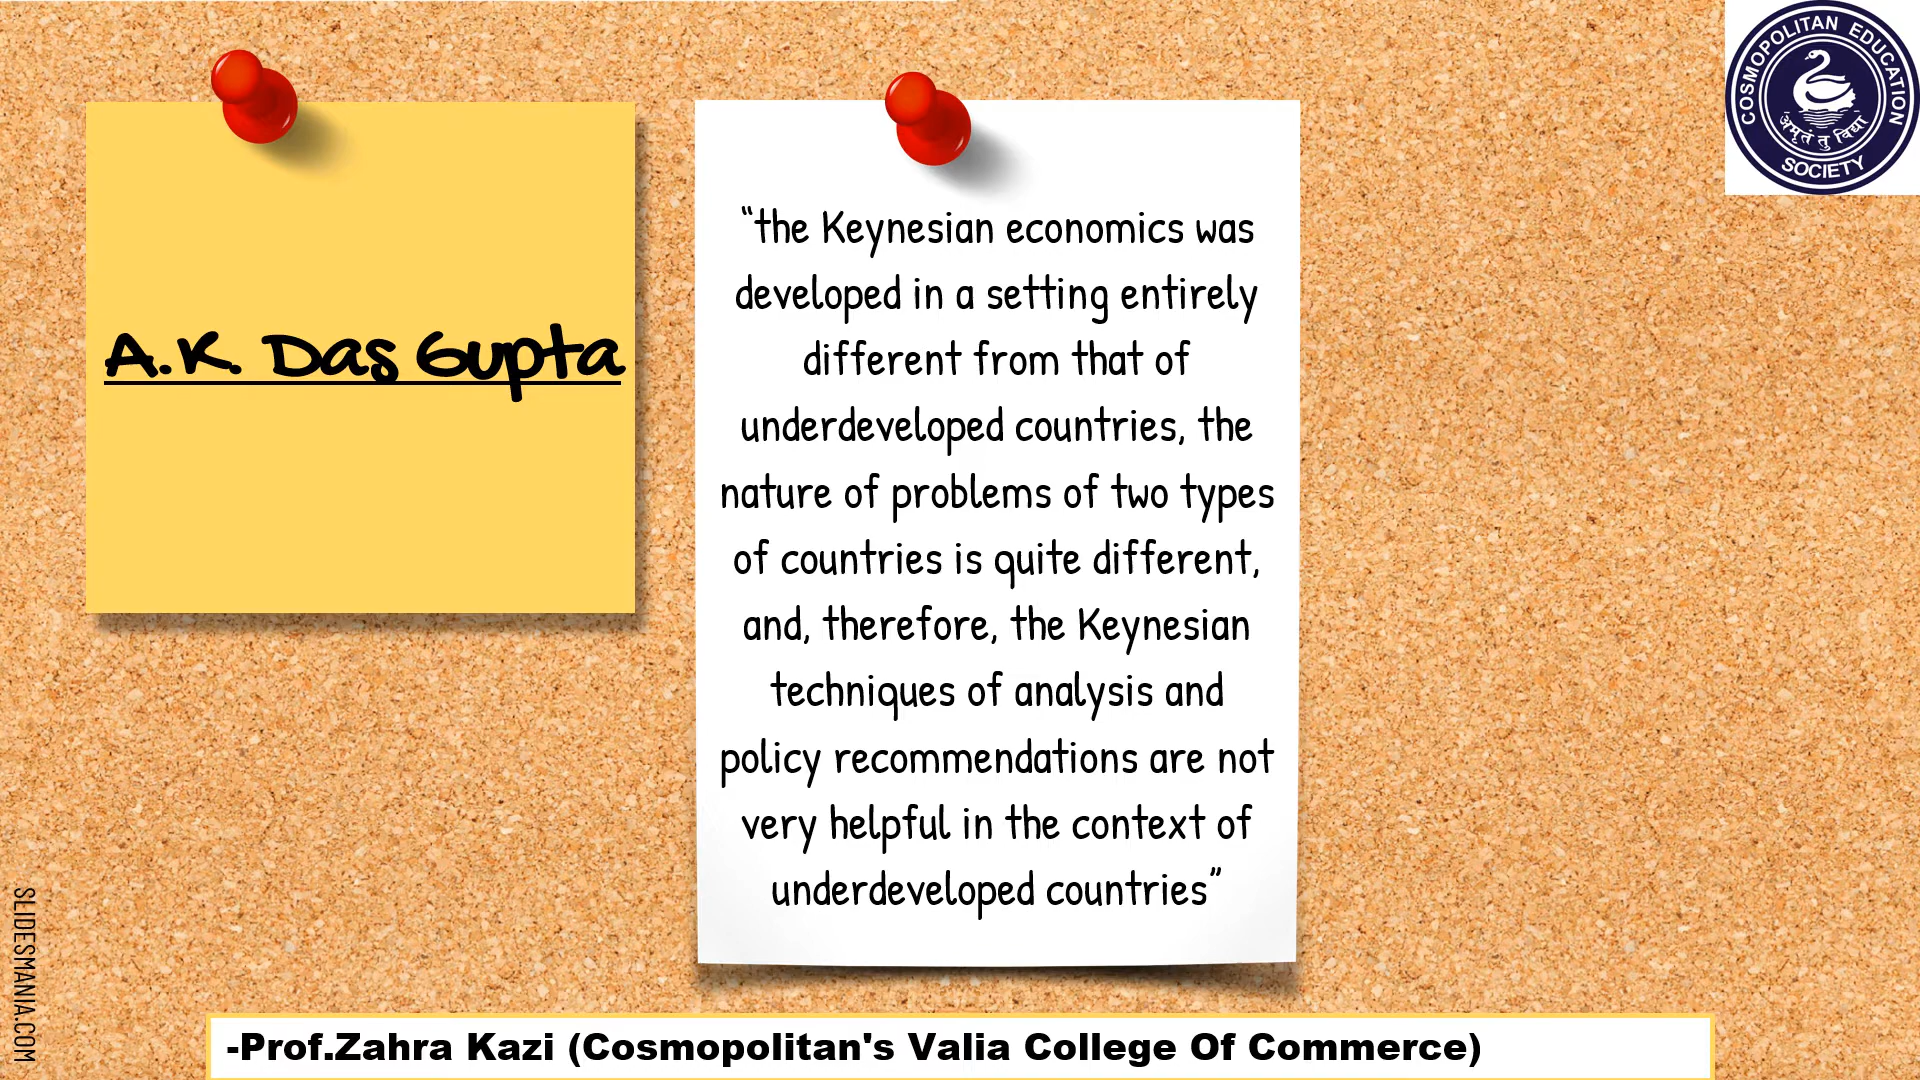 A.K. Das Gupta
“the Keynesian economics was
developed in a setting entirely
different from that of
underdeveloped countries, the
nature of problems of two types
of countries is quite different,
and, therefore, the Keynesian
techniques of analysis and
policy recommendations are not
very helpful in the context of
underdeveloped countries”
COSMOPOLITAN EDUCATION
SOCIETY
अमृतं तु विद्या
SLIDESMANIA.COM
-Prof.Zahra Kazi (Cosmopolitan's Valia College Of Commerce)